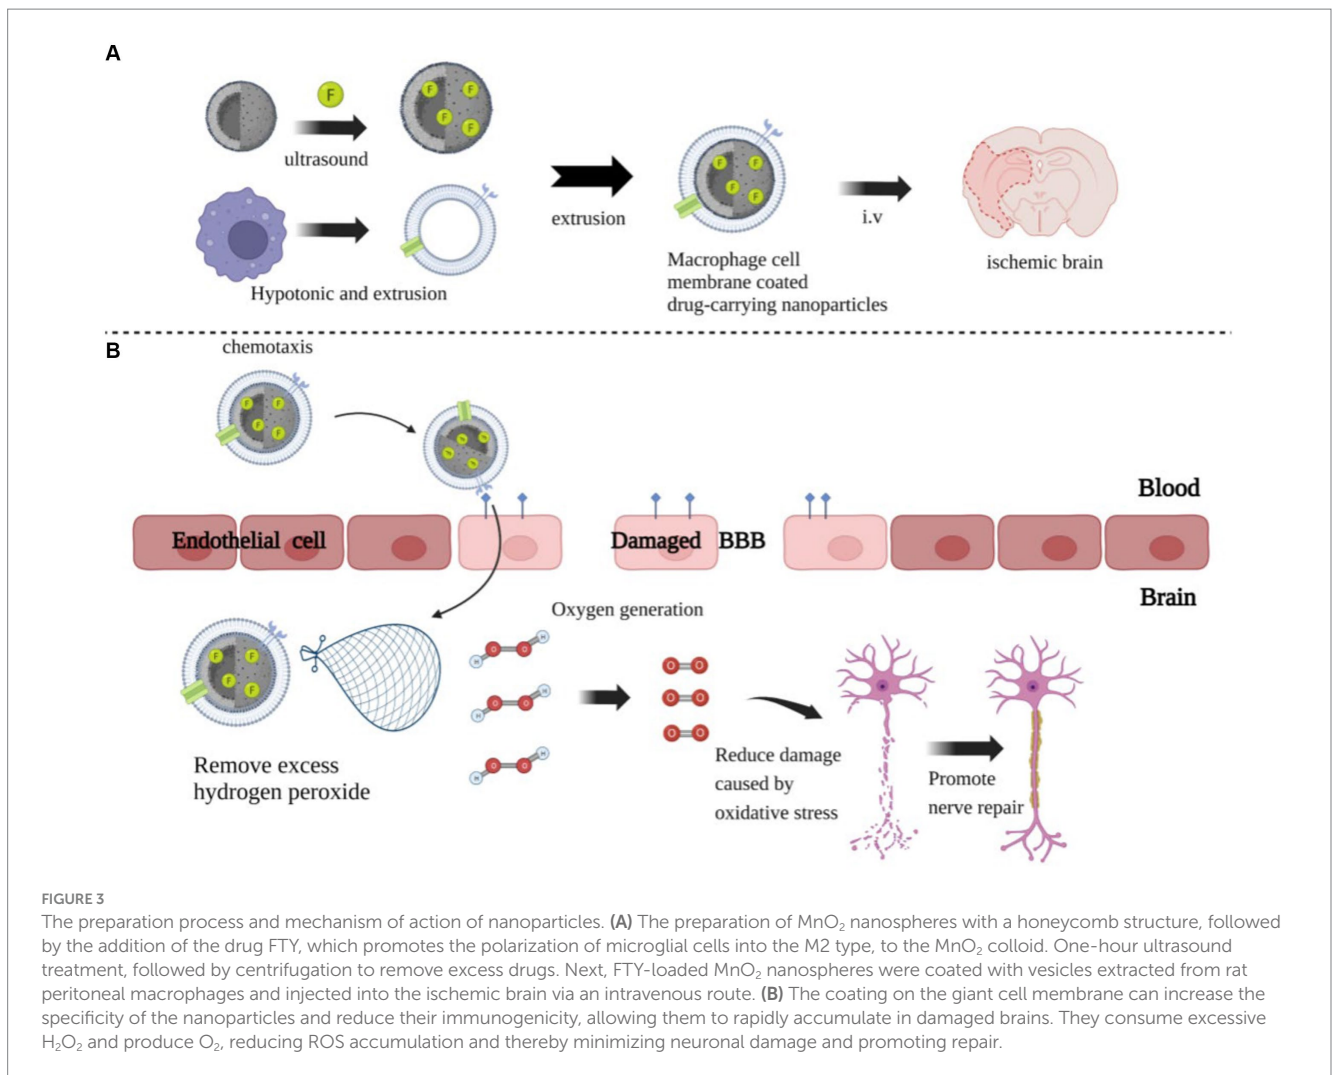 A
F
ultrasound
F F F F
Hypotonic and extrusion
extrusion
F F F F
Macrophage cell
membrane coated
drug-carrying nanoparticles
i.v
ischemic brain
B
chemotaxis
F F F F
F F F F
Blood
Endothelial cell
Damaged BBB
Brain
Oxygen generation
F F F F
H O O H
H O O H
H O O H
O O
O O
O O
Remove excess
hydrogen peroxide
Reduce damage
caused by
oxidative stress
Promote
nerve repair
FIGURE 3
The preparation process and mechanism of action of nanoparticles. (A) The preparation of MnO₂ nanospheres with a honeycomb structure, followed
by the addition of the drug FTY, which promotes the polarization of microglial cells into the M2 type, to the MnO₂ colloid. One-hour ultrasound
treatment, followed by centrifugation to remove excess drugs. Next, FTY-loaded MnO₂ nanospheres were coated with vesicles extracted from rat
peritoneal macrophages and injected into the ischemic brain via an intravenous route. (B) The coating on the giant cell membrane can increase the
specificity of the nanoparticles and reduce their immunogenicity, allowing them to rapidly accumulate in damaged brains. They consume excessive
H₂O₂ and produce O₂, reducing ROS accumulation and thereby minimizing neuronal damage and promoting repair.